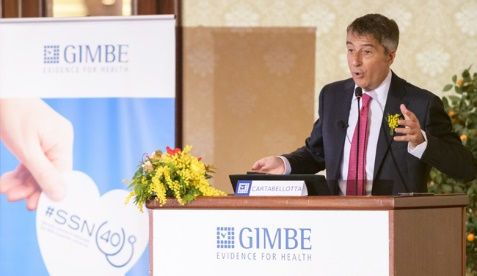 GIMBE
EVIDENCE FOR HEALTH
#SSN(40)
CARTABELLOTTA
GIMBE
EVIDENCE FOR HEALTH